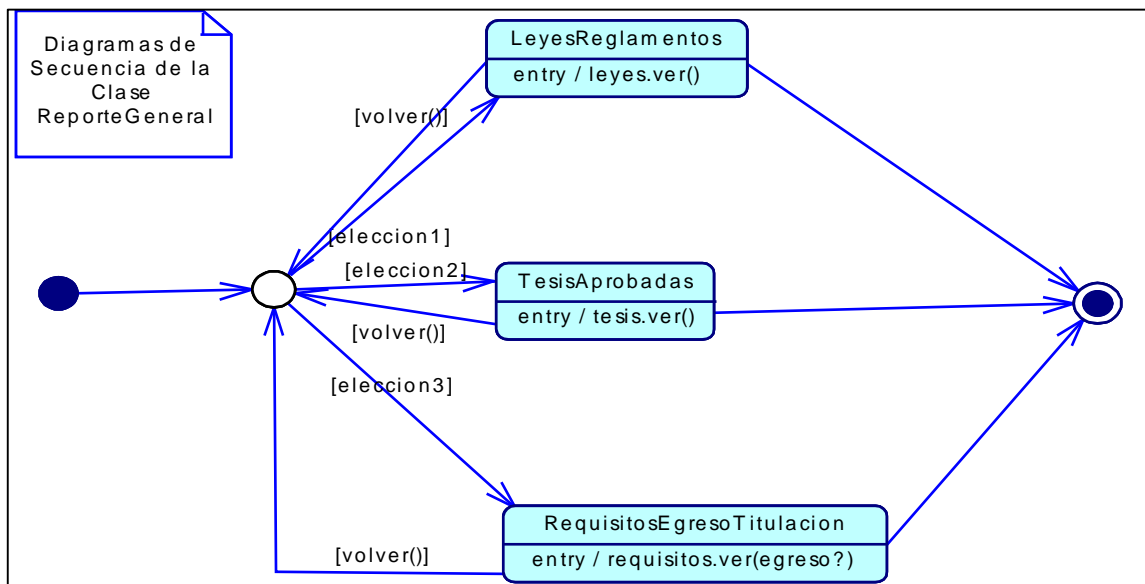 Diagramas de
Secuencia de la
Clase
ReporteGeneral
LeyesReglamentos
entry / leyes.ver()
[volver()]
[eleccion1]
[eleccion2]
TesisAprobadas
entry / tesis.ver()
[volver()]
[eleccion3]
RequisitosEgresoTitulacion
entry / requisitos.ver(egreso?)
[volver()]